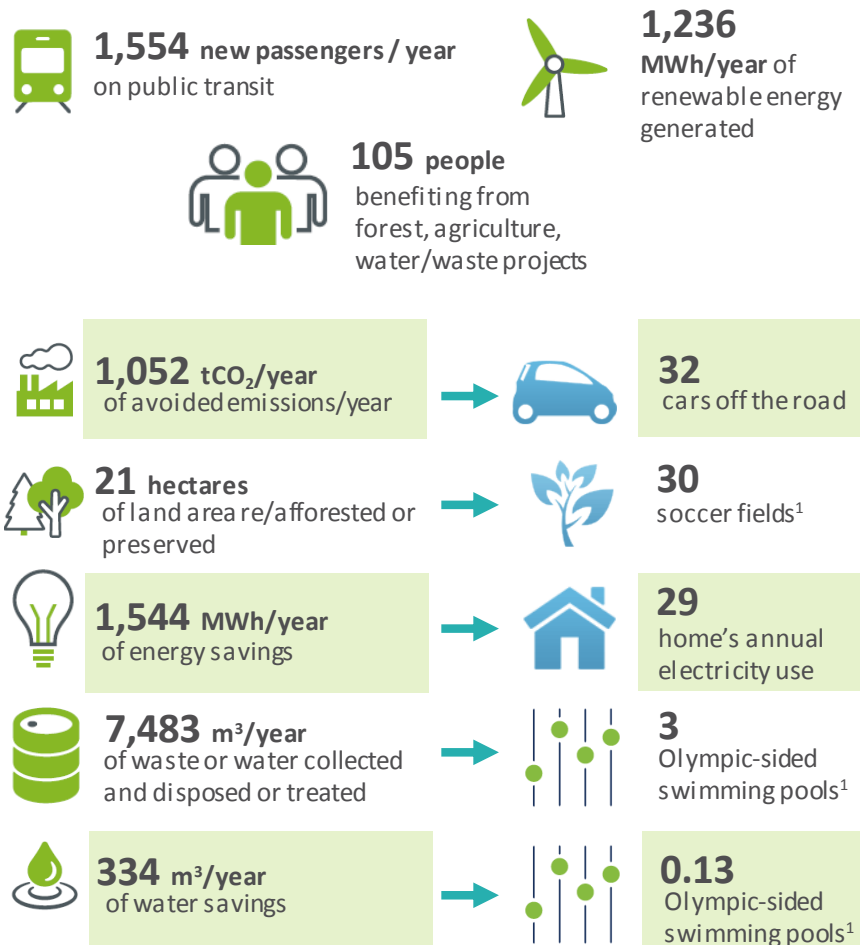 1,554 new passengers / year
on public transit
1,236
MWh/year of
renewable energy
generated
105 people
benefiting from
forest, agriculture,
water/waste projects
1,052 tCO₂/year
of avoided emissions/year
32
cars off the road
21 hectares
of land area re/afforested or
preserved
30
soccer fields¹
1,544 MWh/year
of energy savings
29
home's annual
electricity use
7,483 m³/year
of waste or water collected
and disposed or treated
3
Olympic-sided
swimming pools¹
334 m³/year
of water savings
0.13
Olympic-sided
swimming pools¹